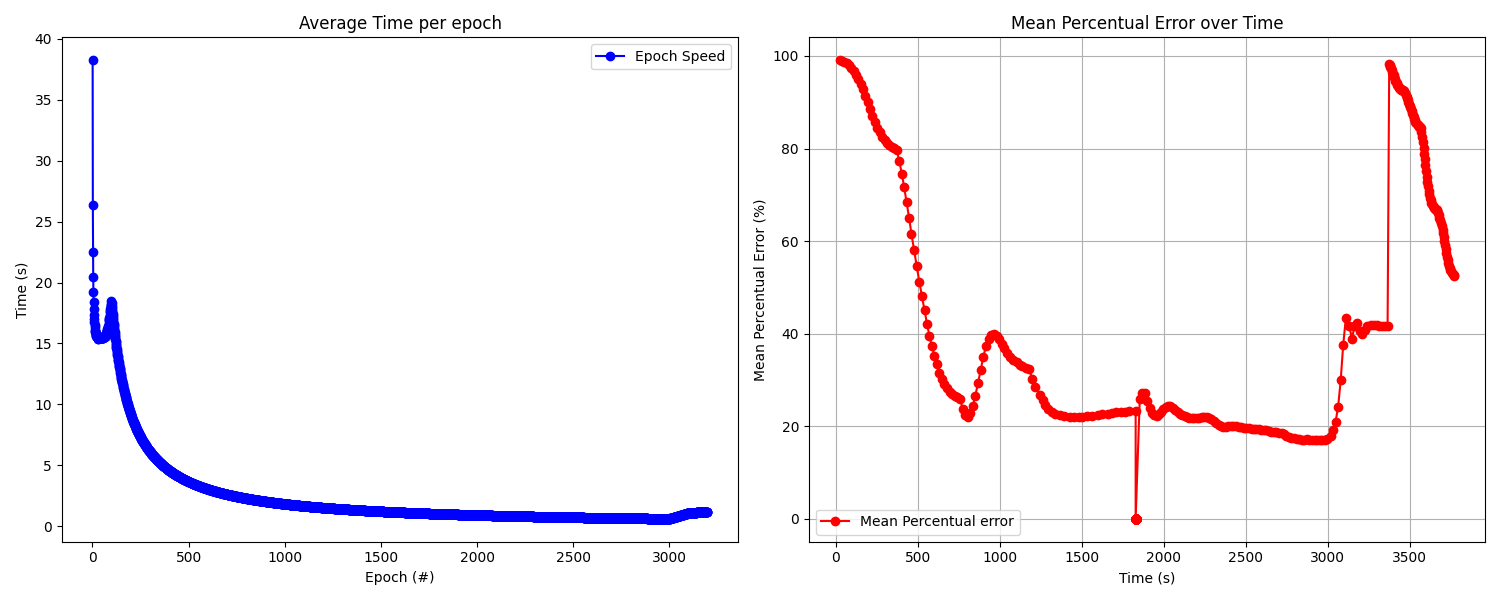 Average Time per epoch
40
35
30
25
20
15
10
5
0
Time (s)
Epoch Speed
0 500 1000 1500 2000 2500 3000
Epoch (#)
Mean Percentual Error over Time
100
80
60
40
20
0
Mean Percentual Error (%)
Mean Percentual error
0 500 1000 1500 2000 2500 3000 3500
Time (s)